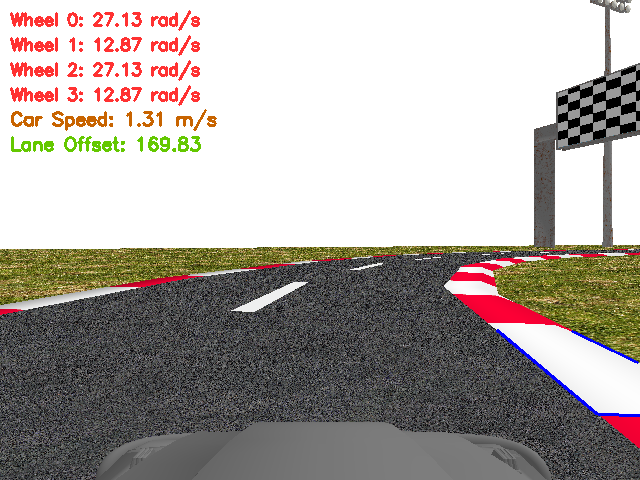 Wheel 0: 27.13 rad/s
Wheel 1: 12.87 rad/s
Wheel 2: 27.13 rad/s
Wheel 3: 12.87 rad/s
Car Speed: 1.31 m/s
Lane Offset: 169.83